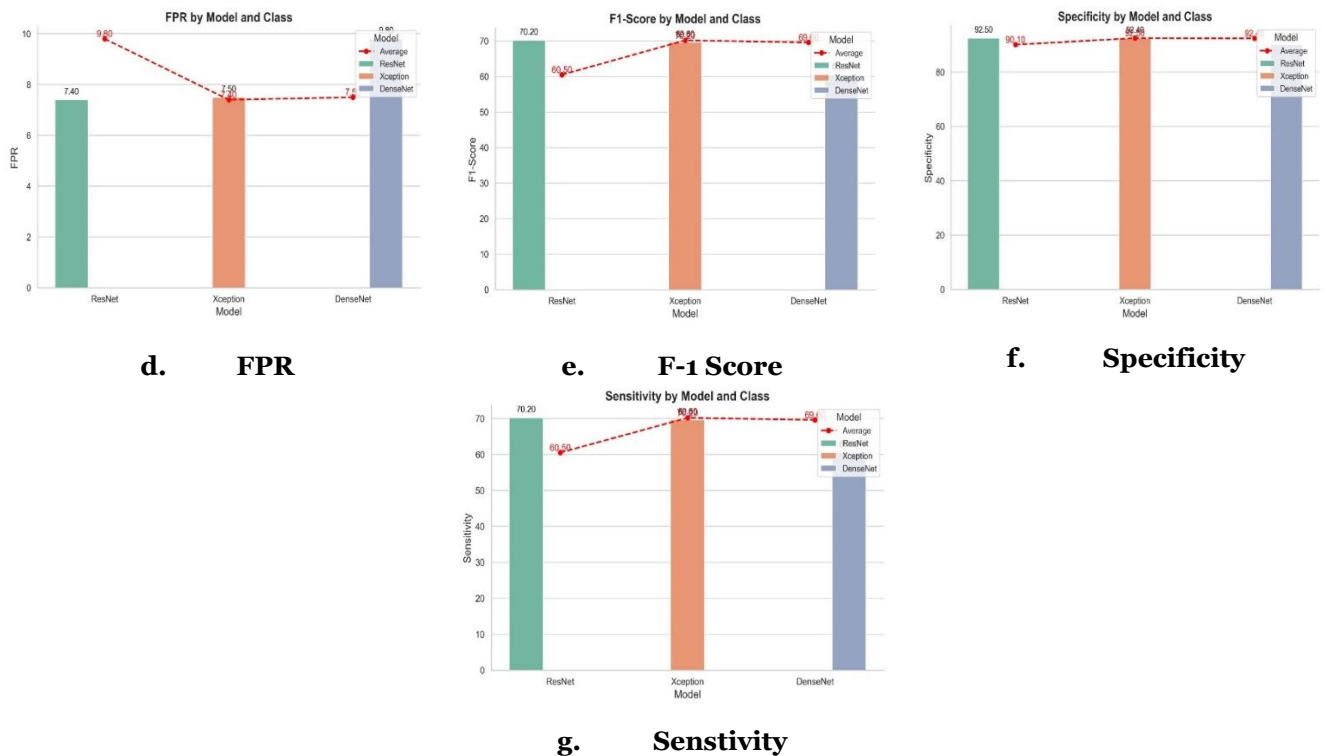 FPR by Model and Class
10
8
6
4
2
0
FPR
9.80
7.40
7.50
7.40
9.80
Model
Average
ResNet
Xception
DenseNet
ResNet
Xception
DenseNet
Model
d. FPR
F1-Score by Model and Class
70
60
50
40
30
20
10
0
F1-Score
70.20
60.50
Model
Average
ResNet
Xception
DenseNet
ResNet
Xception
DenseNet
Model
e. F-1 Score
Specificity by Model and Class
80
60
40
20
0
Specificity
92.50
90.10
92.40
Model
Average
ResNet
Xception
DenseNet
ResNet
Xception
DenseNet
Model
f. Specificity
Sensitivity by Model and Class
70
60
50
40
30
20
10
0
Sensitivity
70.20
60.50
Model
Average
ResNet
Xception
DenseNet
ResNet
Xception
DenseNet
Model
g. Senstivity